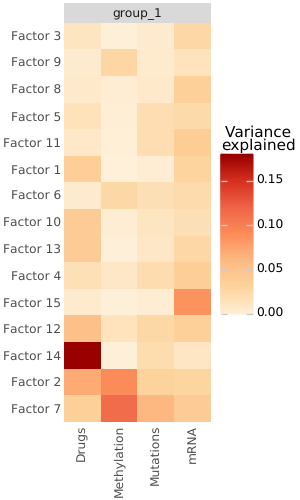 group_1
Factor 3
Factor 9
Factor 8
Factor 5
Factor 11
Factor 1
Factor 6
Factor 10
Factor 13
Factor 4
Factor 15
Factor 12
Factor 14
Factor 2
Factor 7
Drugs
Methylation
Mutations
mRNA
Variance
explained
0.15
0.10
0.05
0.00